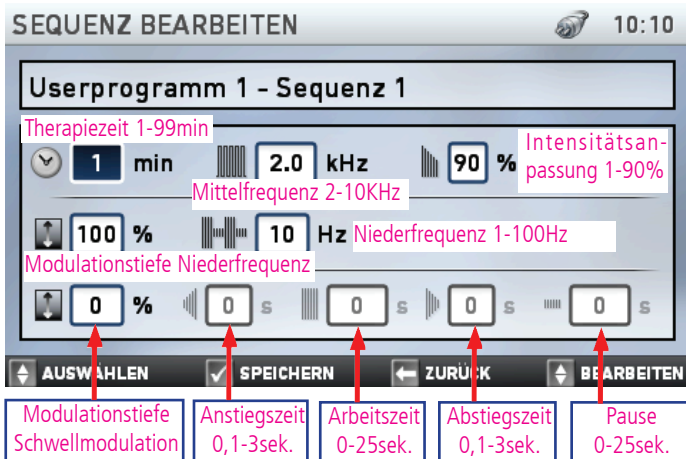 SEQUENZ BEARBEITEN 10:10
Userprogramm 1 - Sequenz 1
Therapiezeit 1-99min
1 min 2.0 kHz 90 %
Intensitätsan-
passung 1-90%
Mittelfrequenz 2-10KHz
100 % 10 Hz Niederfrequenz 1-100Hz
Modulationstiefe Niederfrequenz
0 % 0 s 0 s 0 s 0 s
AUSWÄHLEN SPEICHERN ZURÜCK BEARBEITEN
Modulationstiefe
Schwellmodulation
Anstiegszeit
0,1-3sek.
Arbeitszeit
0-25sek.
Abstiegszeit
0,1-3sek.
Pause
0-25sek.